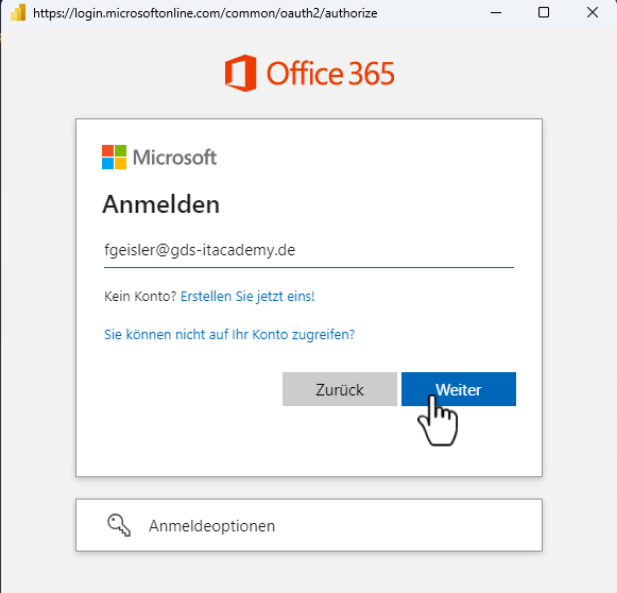 https://login.microsoftonline.com/common/oauth2/authorize
Office 365
Microsoft
Anmelden
fgeisler@gds-itacademy.de
Kein Konto? Erstellen Sie jetzt eins!
Sie können nicht auf Ihr Konto zugreifen?
Zurück Weiter
Anmeldeoptionen